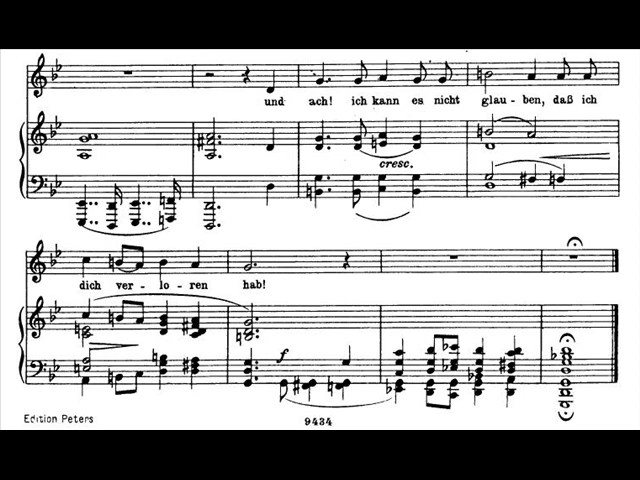 und ach! ich kann es nicht glau- ben, daß ich
cresc.
dich ver- lo- ren hab!
f
Edition Peters
9434